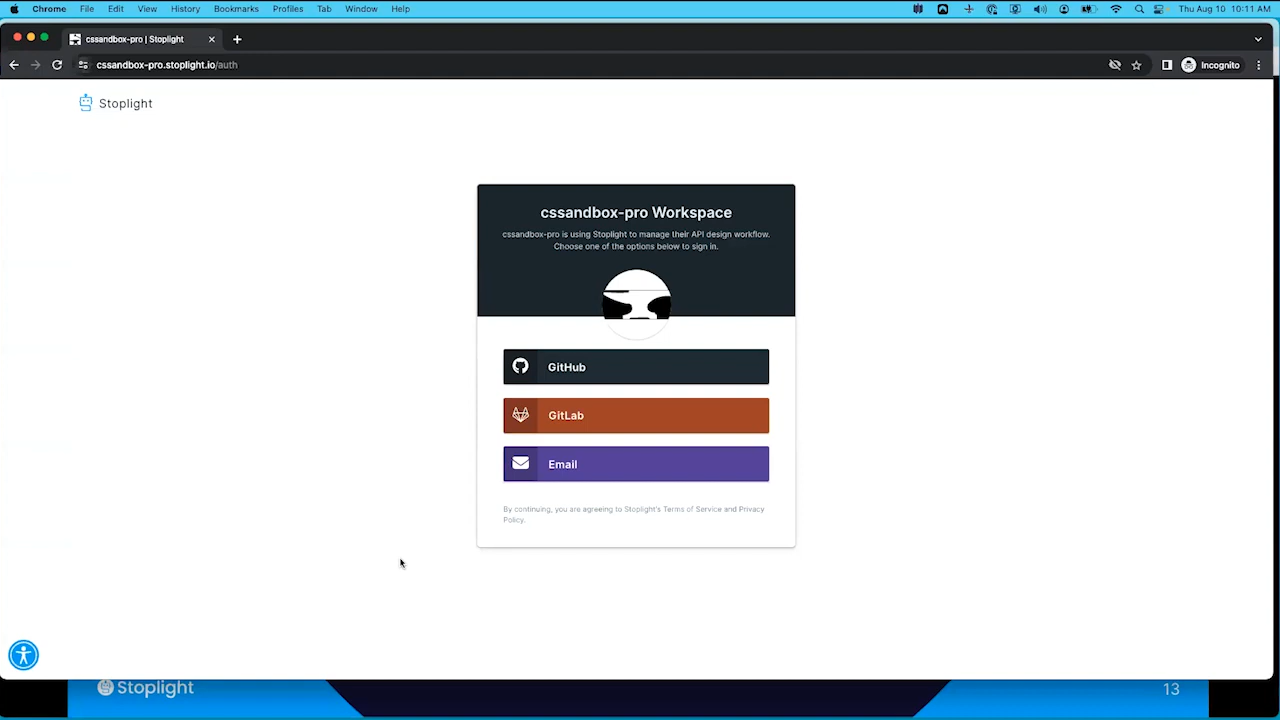 Chrome File Edit View History Bookmarks Profiles Tab Window Help Thu Aug 10 10:11 AM
cssandbox-pro | Stoplight
cssandbox-pro.stoplight.io/auth Incognito
Stoplight
cssandbox-pro Workspace
cssandbox-pro is using Stoplight to manage their API design workflow.
Choose one of the options below to sign in.
GitHub
GitLab
Email
By continuing, you are agreeing to Stoplight's Terms of Service and Privacy
Policy.
Stoplight 13